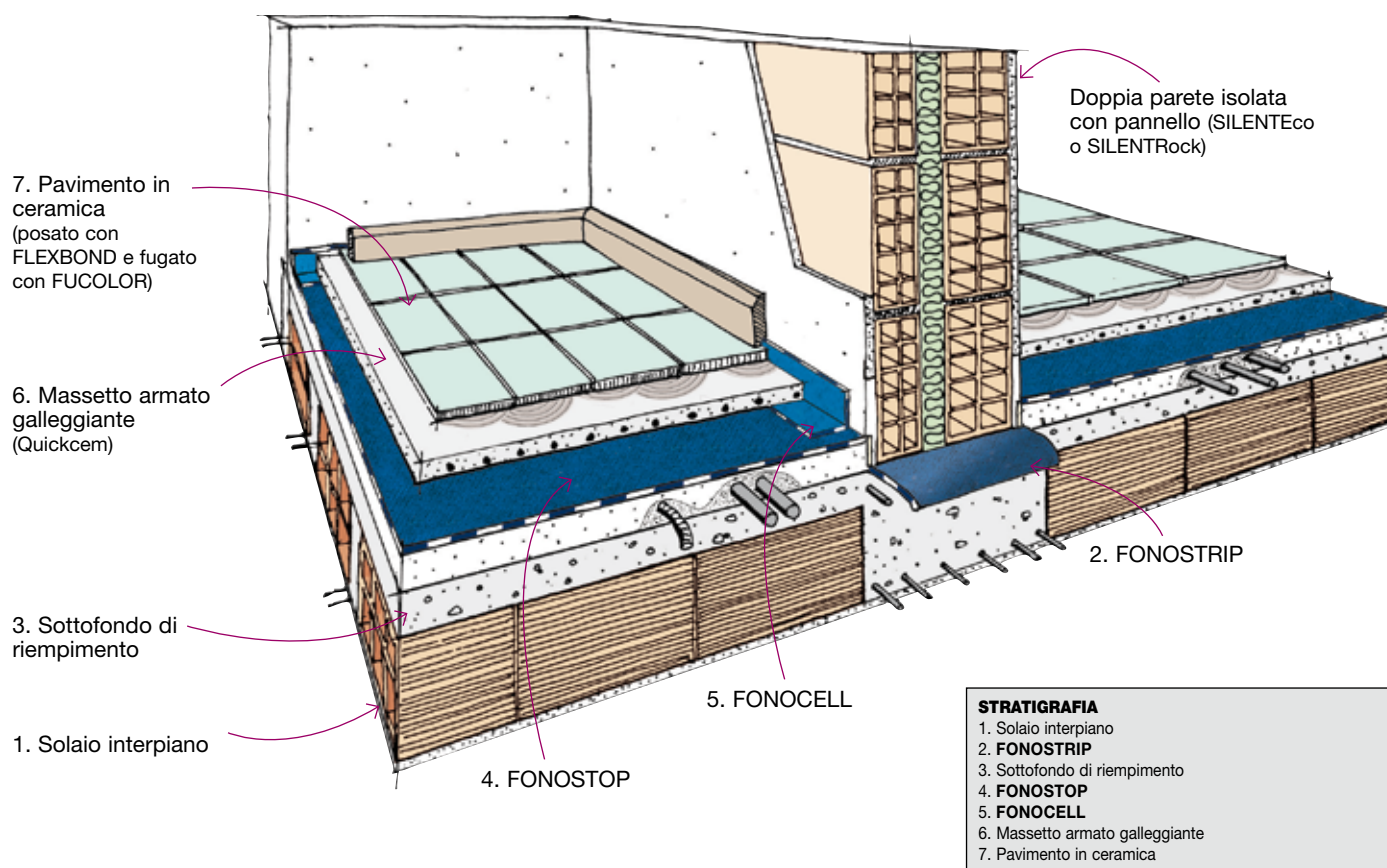 Doppia parete isolata
con pannello (SILENTEco
o SILENTRock)
7. Pavimento in
ceramica
(posato con
FLEXBOND e fugato
con FUCOLOR)
6. Massetto armato
galleggiante
(Quickcem)
2. FONOSTRIP
3. Sottofondo di
riempimento
5. FONOCELL
1. Solaio interpiano
4. FONOSTOP
STRATIGRAFIA
1. Solaio interpiano
2. FONOSTRIP
3. Sottofondo di riempimento
4. FONOSTOP
5. FONOCELL
6. Massetto armato galleggiante
7. Pavimento in ceramica